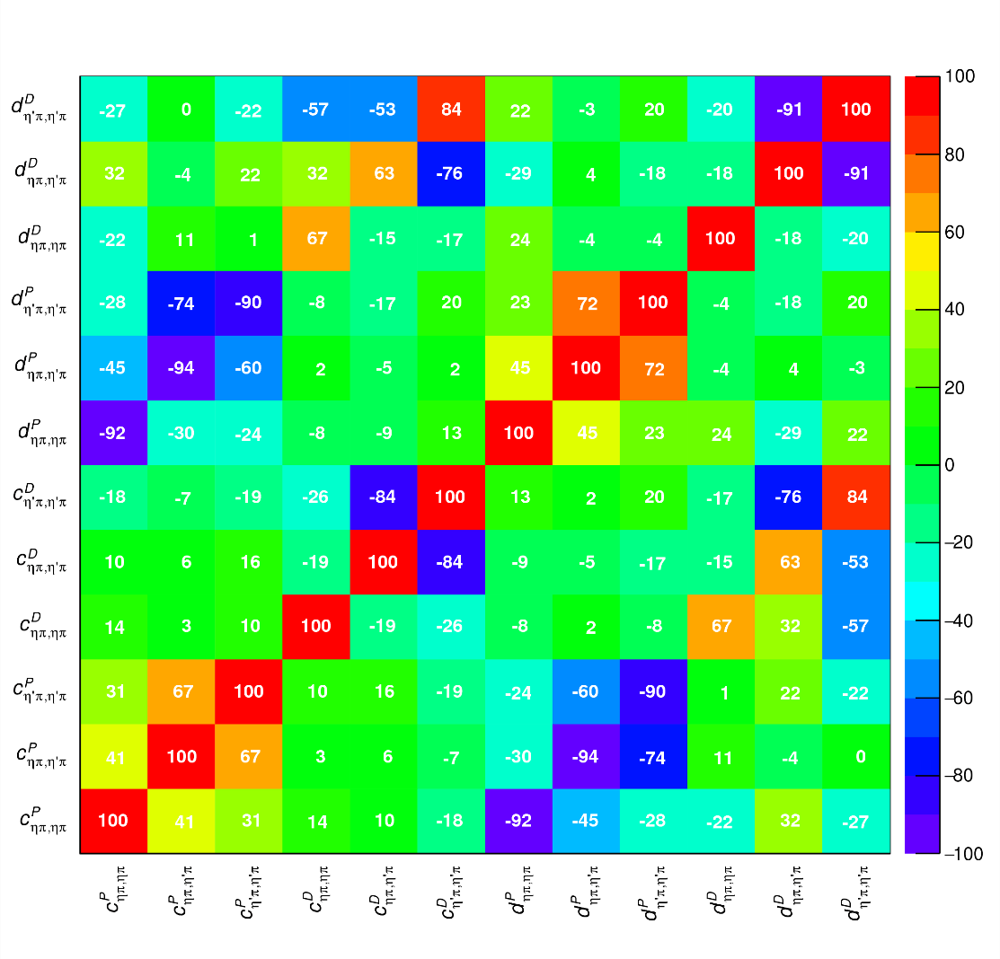 d^D_{η'π,η'π} -27 0 -22 -57 -53 84 22 -3 20 -20 -91 100
d^D_{ηπ,η'π} 32 -4 22 32 63 -76 -29 4 -18 -18 100 -91
d^D_{ηπ,ηπ} -22 11 1 67 -15 -17 24 -4 -4 100 -18 -20
d^P_{η'π,η'π} -28 -74 -90 -8 -17 20 23 72 100 -4 -18 20
d^P_{ηπ,η'π} -45 -94 -60 2 -5 2 45 100 72 -4 4 -3
d^P_{ηπ,ηπ} -92 -30 -24 -8 -9 13 100 45 23 24 -29 22
c^D_{η'π,η'π} -18 -7 -19 -26 -84 100 13 2 20 -17 -76 84
c^D_{ηπ,η'π} 10 6 16 -19 100 -84 -9 -5 -17 -15 63 -53
c^D_{ηπ,ηπ} 14 3 10 100 -19 -26 -8 2 -8 67 32 -57
c^P_{η'π,η'π} 31 67 100 10 16 -19 -24 -60 -90 1 22 -22
c^P_{ηπ,η'π} 41 100 67 3 6 -7 -30 -94 -74 11 -4 0
c^P_{ηπ,ηπ} 100 41 31 14 10 -18 -92 -45 -28 -22 32 -27
c^P_{ηπ,ηπ} c^P_{ηπ,η'π} c^P_{η'π,η'π} c^D_{ηπ,ηπ} c^D_{ηπ,η'π} c^D_{η'π,η'π} d^P_{ηπ,ηπ} d^P_{ηπ,η'π} d^P_{η'π,η'π} d^D_{ηπ,ηπ} d^D_{ηπ,η'π} d^D_{η'π,η'π}
100
80
60
40
20
0
−20
−40
−60
−80
−100